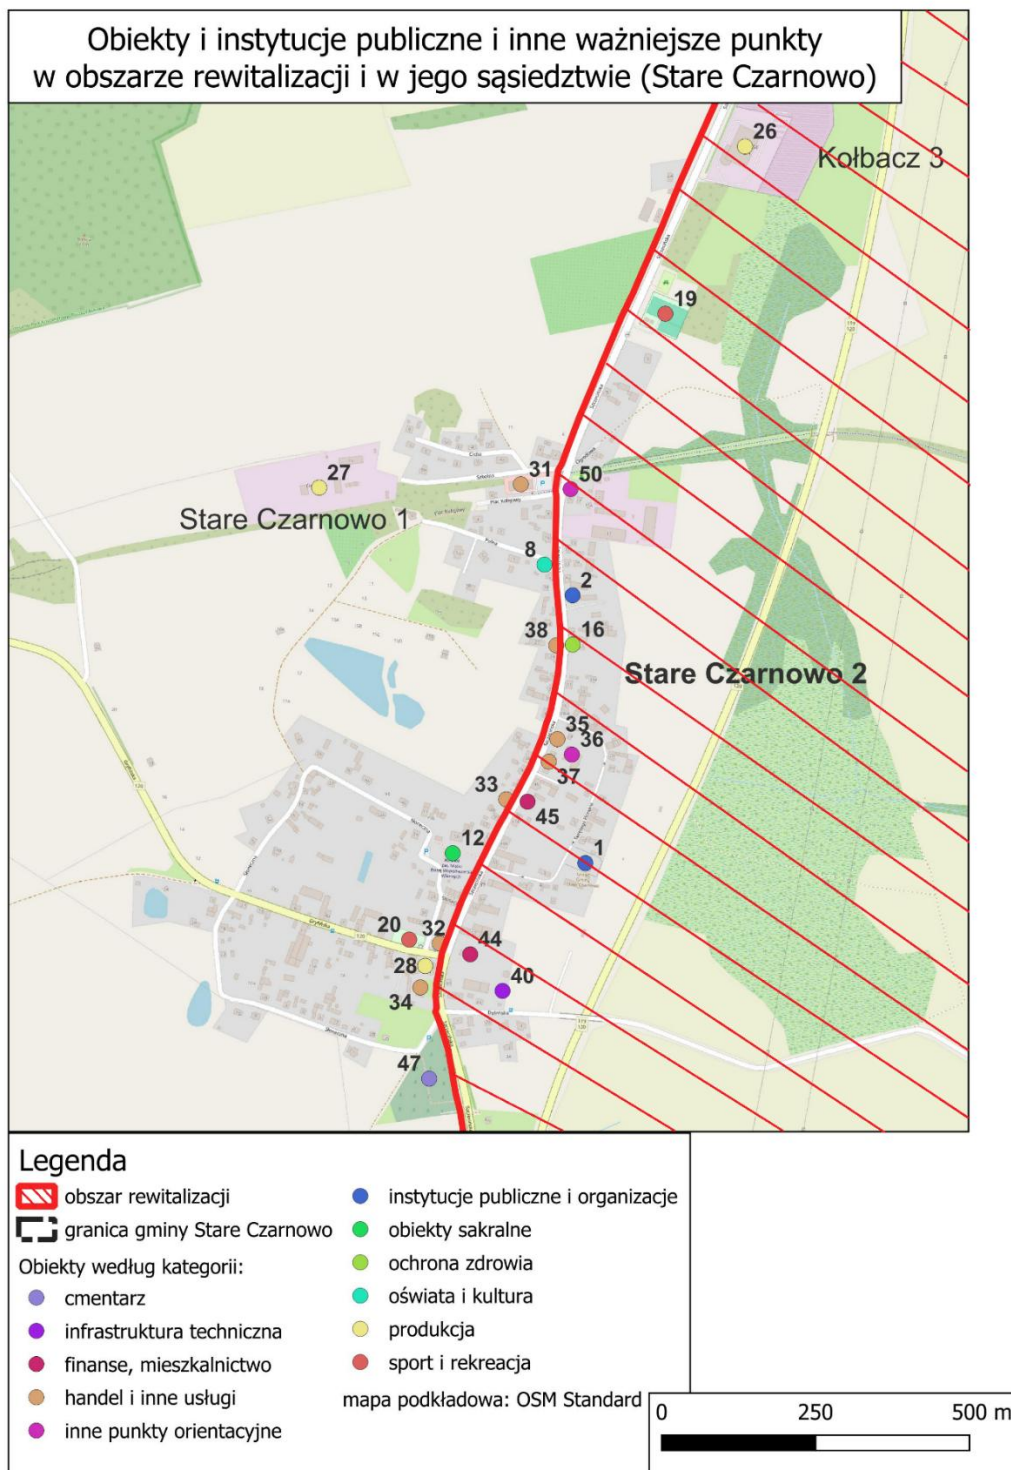 Obiekty i instytucje publiczne i inne ważniejsze punkty
w obszarze rewitalizacji i w jego sąsiedztwie (Stare Czarnowo)
26
Kołbacz 3
19
31
50
27
Stare Czarnowo 1
8
2
38
16
Stare Czarnowo 2
35
36
37
33
45
12
1
20
32
44
28
40
34
47
Legenda
obszar rewitalizacji
granica gminy Stare Czarnowo
Obiekty według kategorii:
cmentarz
infrastruktura techniczna
finanse, mieszkalnictwo
handel i inne usługi
inne punkty orientacyjne
instytucje publiczne i organizacje
obiekty sakralne
ochrona zdrowia
oświata i kultura
produkcja
sport i rekreacja
mapa podkładowa: OSM Standard
0 250 500 m